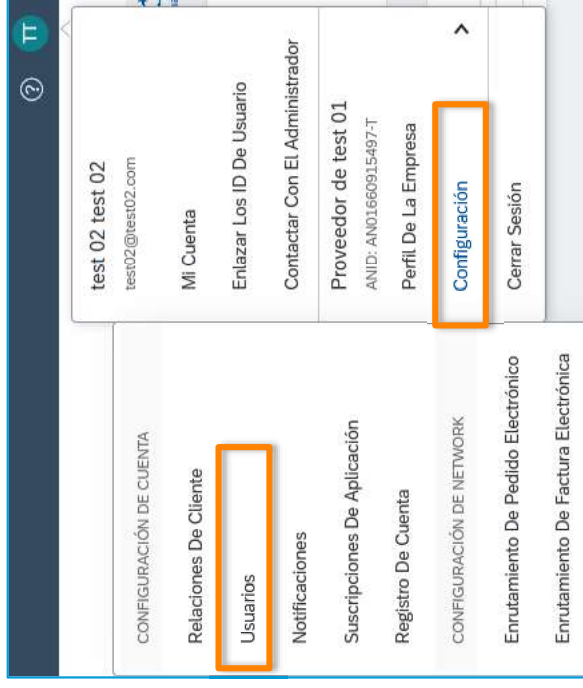 ?
TT
test 02 test 02
test02@test02.com
Mi Cuenta
Enlazar Los ID De Usuario
Contactar Con El Administrador
Proveedor de test 01
ANID: AN01660915497-T
Perfil De La Empresa
Configuración
Cerrar Sesión
CONFIGURACIÓN DE CUENTA
Relaciones De Cliente
Usuarios
Notificaciones
Suscripciones De Aplicación
Registro De Cuenta
CONFIGURACIÓN DE NETWORK
Enrutamiento De Pedido Electrónico
Enrutamiento De Factura Electrónica